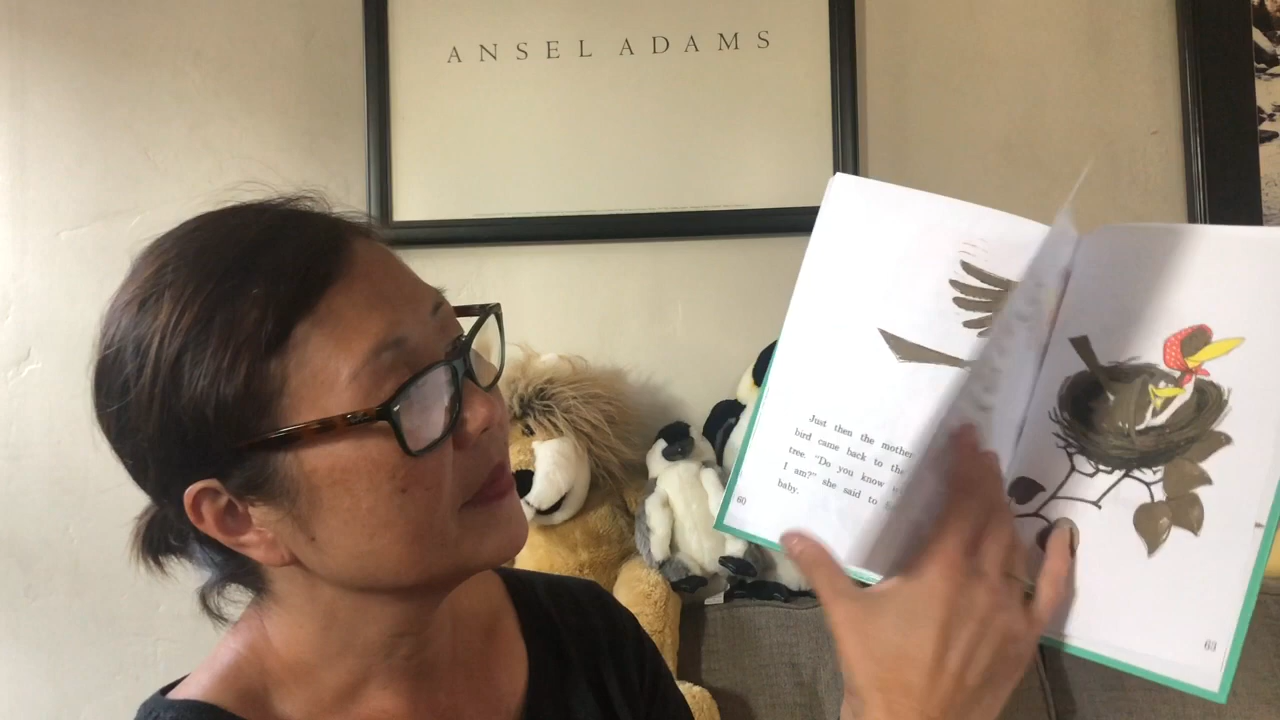 ANSEL ADAMS
Just then the mother
bird came back to the
tree. "Do you know
I am?" she said to
baby.
60
63